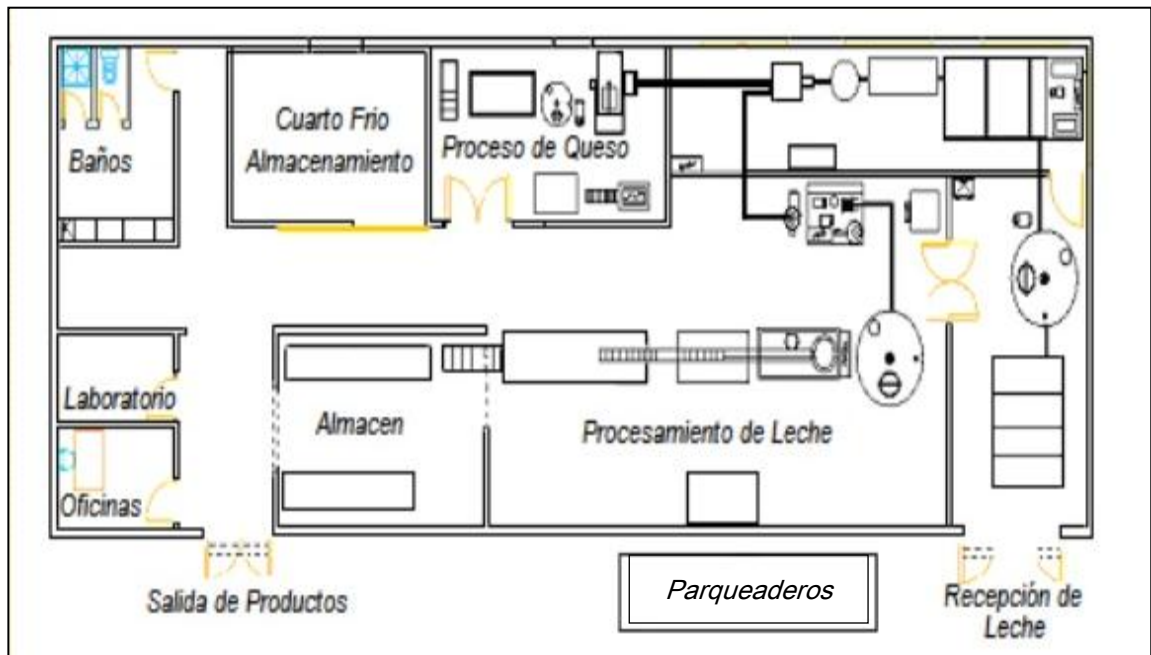 Cuarto Frio
Almacenamiento
Proceso de Queso
Baños
Laboratorio
Almacen
Procesamiento de Leche
Oficinas
Salida de Productos
Parqueaderos
Recepción de
Leche